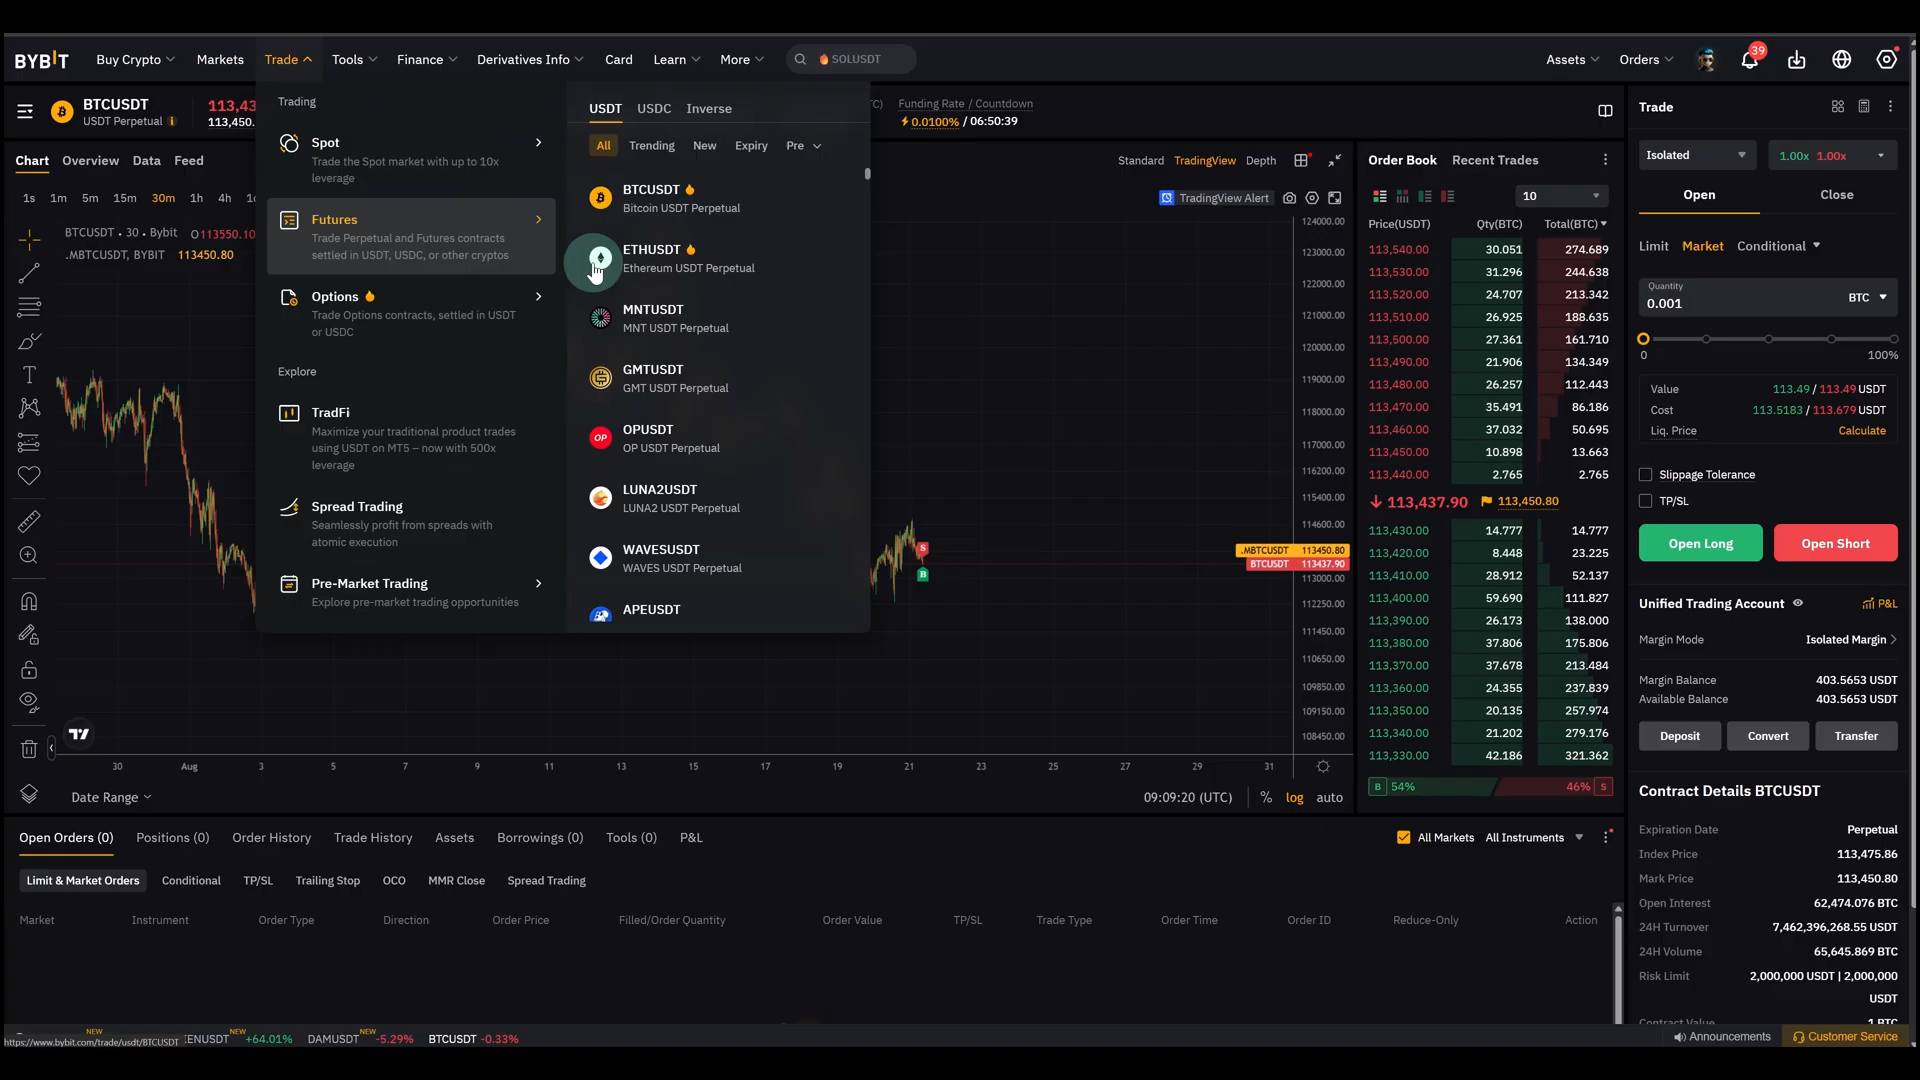 BYBIT Buy Crypto Markets Trade Tools Finance Derivatives Info Card Learn More SOLUSDT Assets Orders 39
BTCUSDT
USDT Perpetual
113,43
113,450.
Funding Rate / Countdown
0.0100% / 06:50:39
Chart Overview Data Feed
Standard TradingView Depth
1s 1m 5m 15m 30m 1h 4h
TradingView Alert
BTCUSDT • 30 • Bybit O113550.10
.MBTCUSDT, BYBIT 113450.80
Trading
Spot
Trade the Spot market with up to 10x
leverage
Futures
Trade Perpetual and Futures contracts
settled in USDT, USDC, or other cryptos
Options
Trade Options contracts, settled in USDT
or USDC
Explore
TradFi
Maximize your traditional product trades
using USDT on MT5 – now with 500x
leverage
Spread Trading
Seamlessly profit from spreads with
atomic execution
Pre-Market Trading
Explore pre-market trading opportunities
USDT USDC Inverse
All Trending New Expiry Pre
BTCUSDT
Bitcoin USDT Perpetual
ETHUSDT
Ethereum USDT Perpetual
MNTUSDT
MNT USDT Perpetual
GMTUSDT
GMT USDT Perpetual
OP
OPUSDT
OP USDT Perpetual
LUNA2USDT
LUNA2 USDT Perpetual
WAVESUSDT
WAVES USDT Perpetual
APEUSDT
124000.00
123000.00
122000.00
121000.00
120000.00
119000.00
118000.00
117000.00
116200.00
115400.00
114600.00
.MBTCUSDT 113450.80
BTCUSDT 113437.90
113000.00
112250.00
111450.00
110650.00
109850.00
109150.00
108450.00
S
B
30 Aug 3 5 7 9 11 13 15 17 19 21 23 25 27 29 31
Date Range
09:09:20 (UTC) % log auto
Order Book Recent Trades
10
Price(USDT) Qty(BTC) Total(BTC)
113,540.00 30.051 274.689
113,530.00 31.296 244.638
113,520.00 24.707 213.342
113,510.00 26.925 188.635
113,500.00 27.361 161.710
113,490.00 21.906 134.349
113,480.00 26.257 112.443
113,470.00 35.491 86.186
113,460.00 37.032 50.695
113,450.00 10.898 13.663
113,440.00 2.765 2.765
113,437.90 113,450.80
113,430.00 14.777 14.777
113,420.00 8.448 23.225
113,410.00 28.912 52.137
113,400.00 59.690 111.827
113,390.00 26.173 138.000
113,380.00 37.806 175.806
113,370.00 37.678 213.484
113,360.00 24.355 237.839
113,350.00 20.135 257.974
113,340.00 21.202 279.176
113,330.00 42.186 321.362
B 54% 46% S
Trade
Isolated 1.00x 1.00x
Open Close
Limit Market Conditional
Quantity
0.001 BTC
0 100%
Value 113.49 / 113.49 USDT
Cost 113.5183 / 113.679 USDT
Liq. Price Calculate
Slippage Tolerance
TP/SL
Open Long Open Short
Unified Trading Account P&L
Margin Mode Isolated Margin
Margin Balance 403.5653 USDT
Available Balance 403.5653 USDT
Deposit Convert Transfer
Contract Details BTCUSDT
Expiration Date Perpetual
Index Price 113,475.86
Mark Price 113,450.80
Open Interest 62,474.076 BTC
24H Turnover 7,462,396,268.55 USDT
24H Volume 65,645.869 BTC
Risk Limit 2,000,000 USDT | 2,000,000
USDT
Contract Value 1 BTC
Open Orders (0) Positions (0) Order History Trade History Assets Borrowings (0) Tools (0) P&L
All Markets All Instruments
Limit & Market Orders Conditional TP/SL Trailing Stop OCO MMR Close Spread Trading
Market Instrument Order Type Direction Order Price Filled/Order Quantity Order Value TP/SL Trade Type Order Time Order ID Reduce-Only Action
NEW NEW NEW
https://www.bybit.com/trade/usdt/BTCUSDT ENUSDT +64.01% DAMUSDT -5.29% BTCUSDT -0.33%
Announcements Customer Service